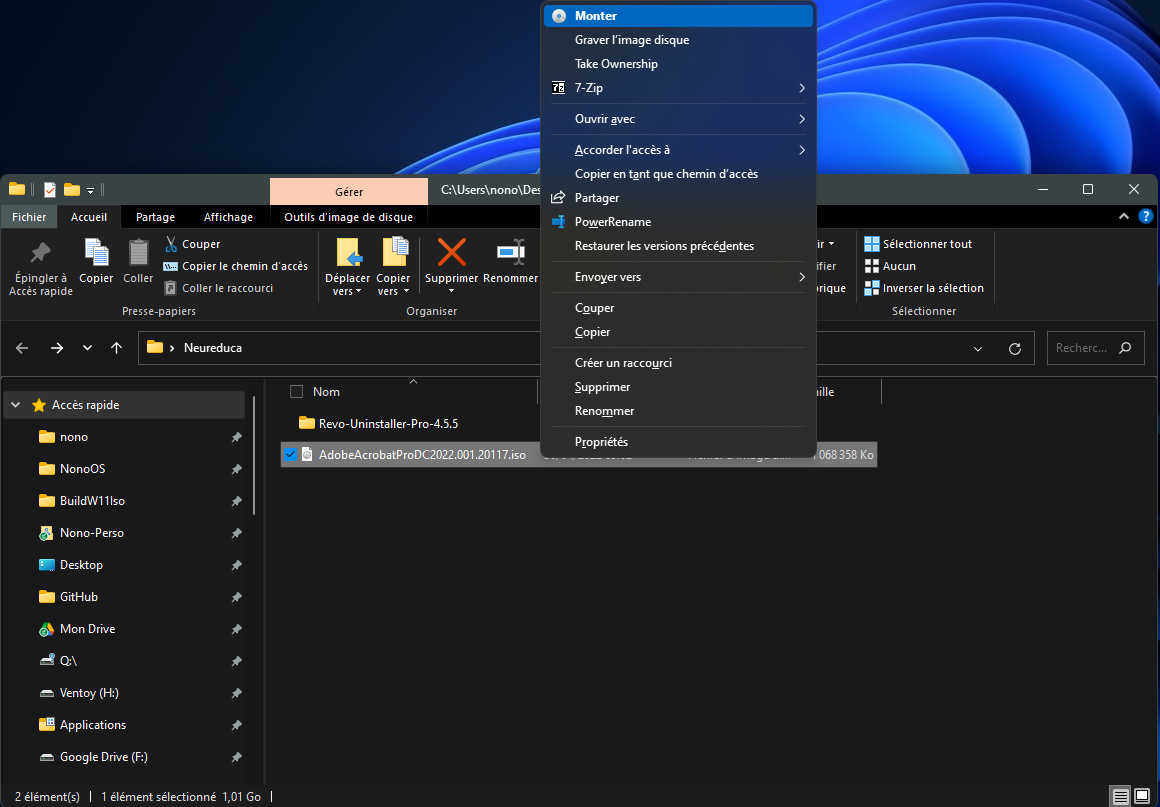 Monter
Graver l'image disque
Take Ownership
7-Zip
Ouvrir avec
Accorder l'accès à
Copier en tant que chemin d'accès
Partager
PowerRename
Restaurer les versions précédentes
Envoyer vers
Couper
Copier
Créer un raccourci
Supprimer
Renommer
Propriétés
Gérer
C:\Users\nono\Des
Fichier
Accueil
Partage
Affichage
Outils d'image de disque
Épingler à
Accès rapide
Copier
Coller
Couper
Copier le chemin d'accès
Coller le raccourci
Presse-papiers
Déplacer
vers
Copier
vers
Supprimer
Renommer
Organiser
Sélectionner tout
Aucun
Inverser la sélection
Sélectionner
Neureduca
Recherc...
Nom
Accès rapide
nono
NonoOS
BuildW11Iso
Nono-Perso
Desktop
GitHub
Mon Drive
Q:\
Ventoy (H:)
Applications
Google Drive (F:)
Revo-Uninstaller-Pro-4.5.5
AdobeAcrobatProDC2022.001.20117.iso
1 068 358 Ko
2 élément(s)
1 élément sélectionné 1,01 Go